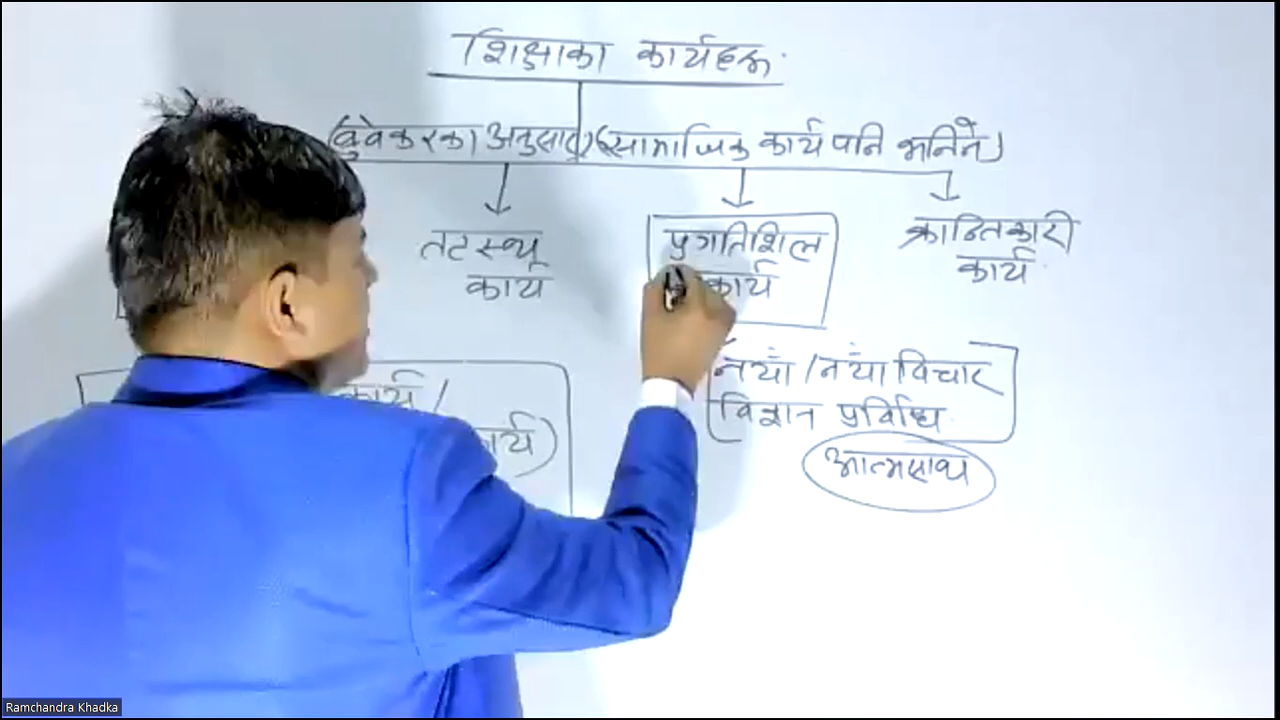 शिक्षाका कार्यहरू
(ब्रुवेकरका अनुसार) (सामाजिक कार्य पनि भनिने)
तटस्थ कार्य
प्रगतिशिल कार्य
क्रान्तिकारी कार्य
नयाँ / नयाँ विचार
विज्ञान प्रविधि
आत्मसाथ
कार्य /
कार्य)
Ramchandra Khadka